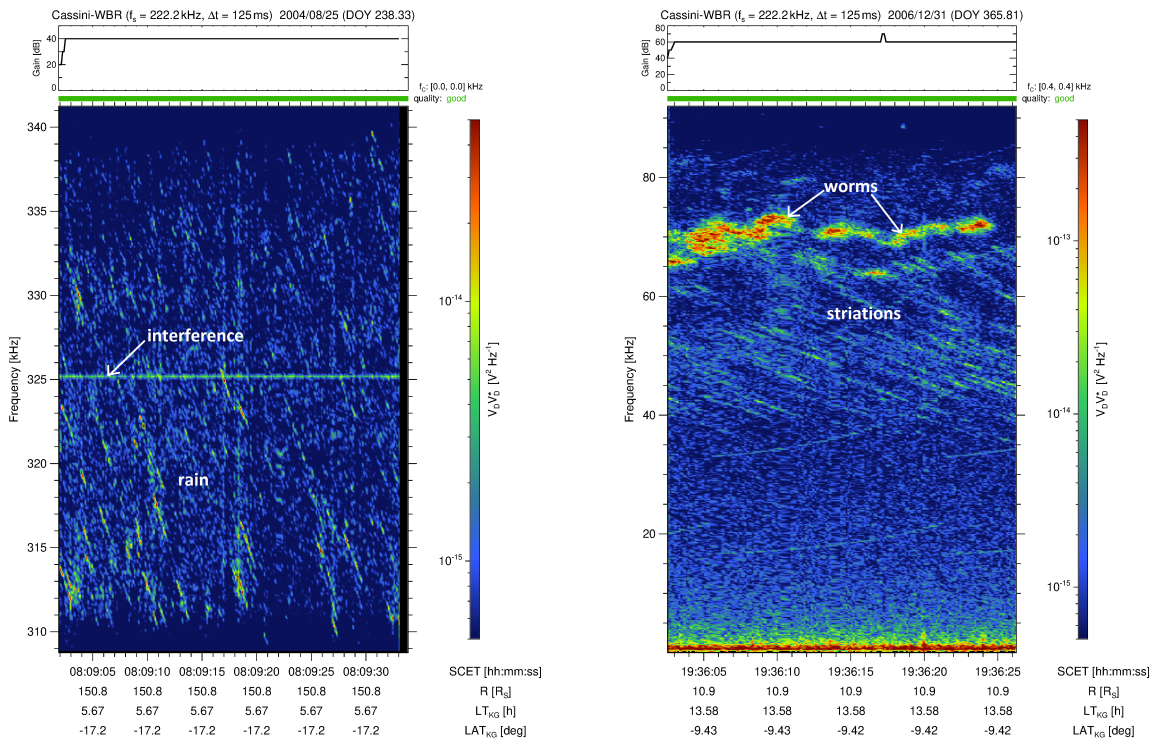 Cassini-WBR (fs = 222.2 kHz, Δt = 125 ms) 2004/08/25 (DOY 238.33)
Gain [dB]
40
20
0
fC: [0.0, 0.0] kHz
quality: good
Frequency [kHz]
340
335
330
325
320
315
310
interference
rain
10⁻¹⁴
10⁻¹⁵
VDV*D [V² Hz⁻¹]
08:09:05 08:09:10 08:09:15 08:09:20 08:09:25 08:09:30 SCET [hh:mm:ss]
150.8 150.8 150.8 150.8 150.8 150.8 R [RS]
5.67 5.67 5.67 5.67 5.67 5.67 LTKG [h]
-17.2 -17.2 -17.2 -17.2 -17.2 -17.2 LATKG [deg]
Cassini-WBR (fs = 222.2 kHz, Δt = 125 ms) 2006/12/31 (DOY 365.81)
Gain [dB]
80
60
40
20
0
fC: [0.4, 0.4] kHz
quality: good
Frequency [kHz]
80
60
40
20
worms
striations
10⁻¹³
10⁻¹⁴
10⁻¹⁵
VDV*D [V² Hz⁻¹]
19:36:05 19:36:10 19:36:15 19:36:20 19:36:25 SCET [hh:mm:ss]
10.9 10.9 10.9 10.9 10.9 R [RS]
13.58 13.58 13.58 13.58 13.58 LTKG [h]
-9.43 -9.43 -9.42 -9.42 -9.42 LATKG [deg]